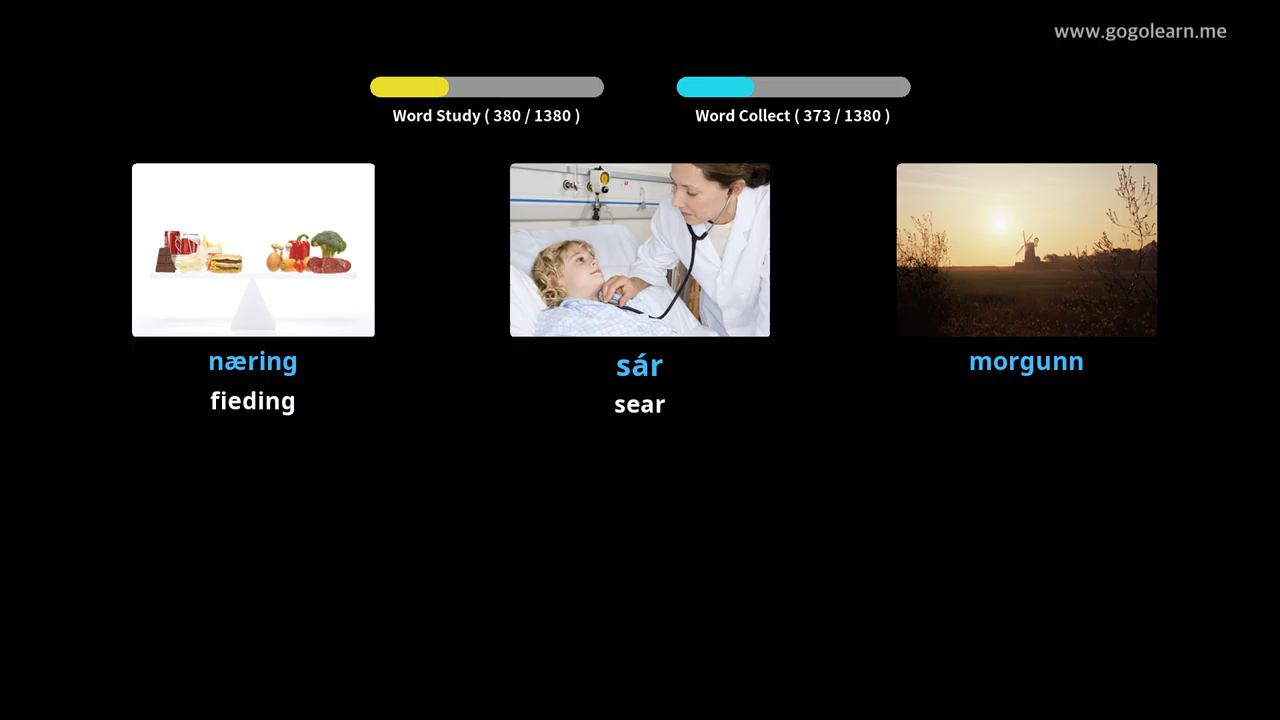 www.gogolearn.me
Word Study ( 380 / 1380 )
Word Collect ( 373 / 1380 )
næring
fieding
sár
sear
morgunn